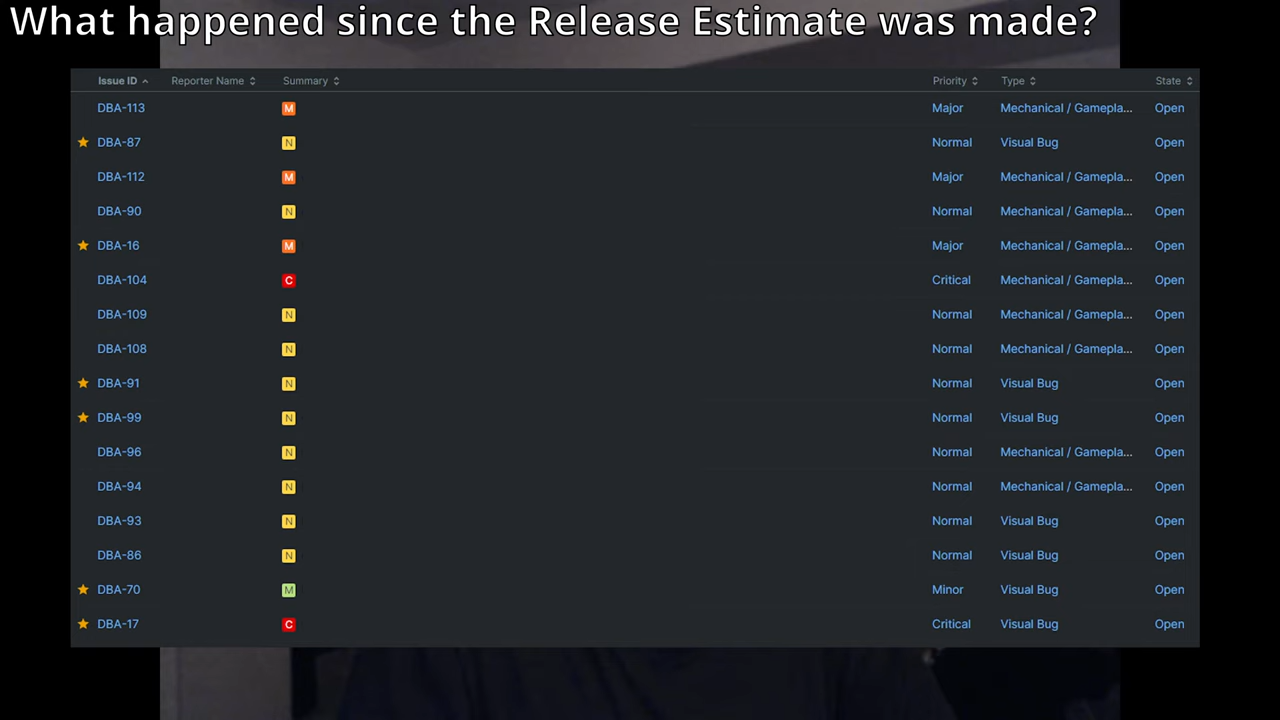 What happened since the Release Estimate was made?
Issue ID Reporter Name Summary Priority Type State
DBA-113 M Major Mechanical / Gamepla... Open
DBA-87 N Normal Visual Bug Open
DBA-112 M Major Mechanical / Gamepla... Open
DBA-90 N Normal Mechanical / Gamepla... Open
DBA-16 M Major Mechanical / Gamepla... Open
DBA-104 C Critical Mechanical / Gamepla... Open
DBA-109 N Normal Mechanical / Gamepla... Open
DBA-108 N Normal Mechanical / Gamepla... Open
DBA-91 N Normal Visual Bug Open
DBA-99 N Normal Visual Bug Open
DBA-96 N Normal Mechanical / Gamepla... Open
DBA-94 N Normal Mechanical / Gamepla... Open
DBA-93 N Normal Visual Bug Open
DBA-86 N Normal Visual Bug Open
DBA-70 M Minor Visual Bug Open
DBA-17 C Critical Visual Bug Open